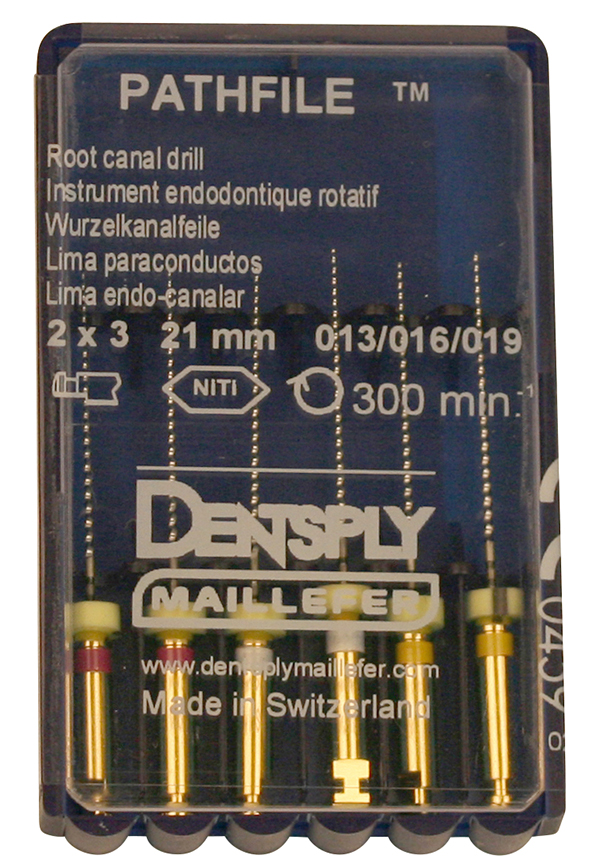 PATHFILE ™
Root canal drill
Instrument endodontique rotatif
Wurzelkanalfeile
Lima paraconductos
Lima endo-canalar
2 x 3 21 mm 013/016/019
NiTi 300 min.⁻¹
DENTSPLY
MAILLEFER
www.dentsplymaillefer.com
Made in Switzerland
0459